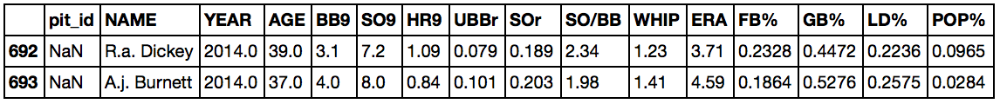 pit_id NAME YEAR AGE BB9 SO9 HR9 UBBr SOr SO/BB WHIP ERA FB% GB% LD% POP%
692 NaN R.a. Dickey 2014.0 39.0 3.1 7.2 1.09 0.079 0.189 2.34 1.23 3.71 0.2328 0.4472 0.2236 0.0965
693 NaN A.j. Burnett 2014.0 37.0 4.0 8.0 0.84 0.101 0.203 1.98 1.41 4.59 0.1864 0.5276 0.2575 0.0284